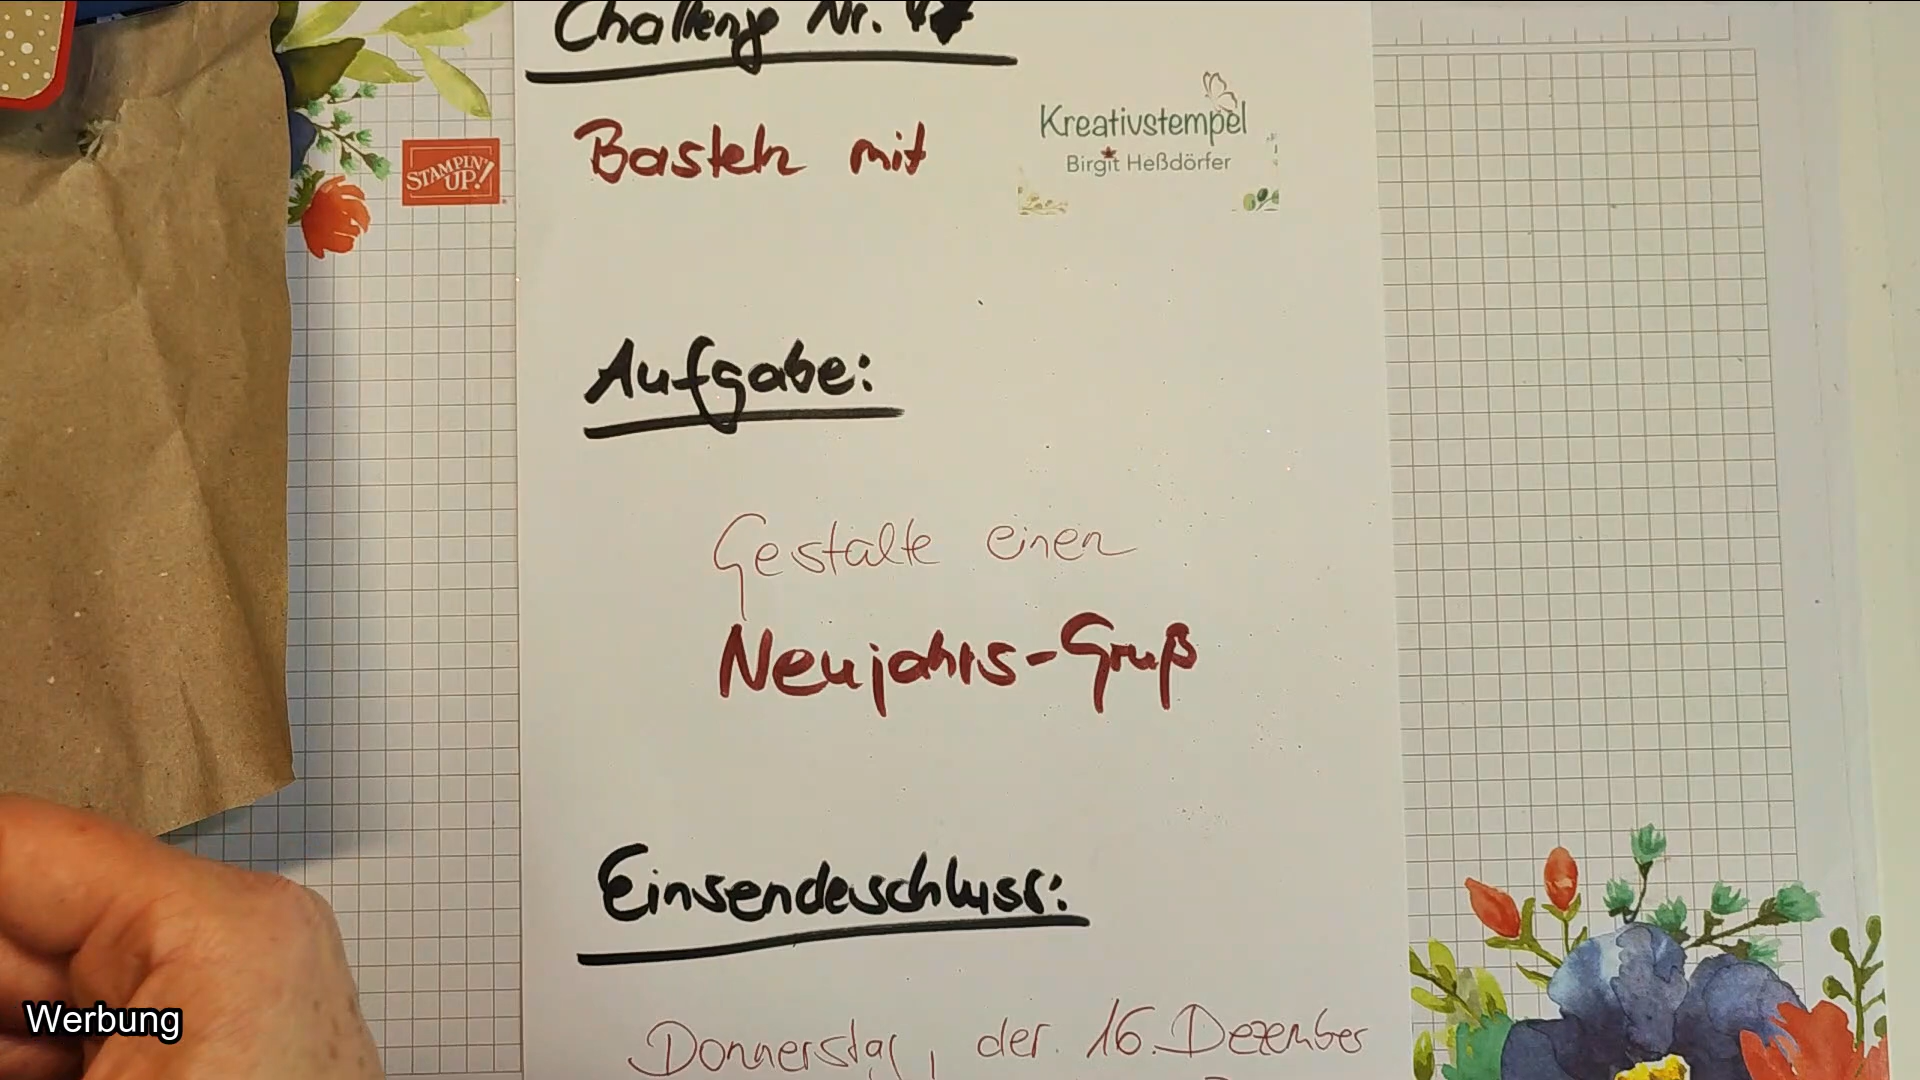 Challenge Nr.
STAMPIN' UP!
Basteln mit
Kreativstempel
Birgit Heßdörfer
Aufgabe:
Gestalte einen
Neujahrs-Gruß
Einsendeschluss:
Donnerstag, der 16. Dezember
Werbung